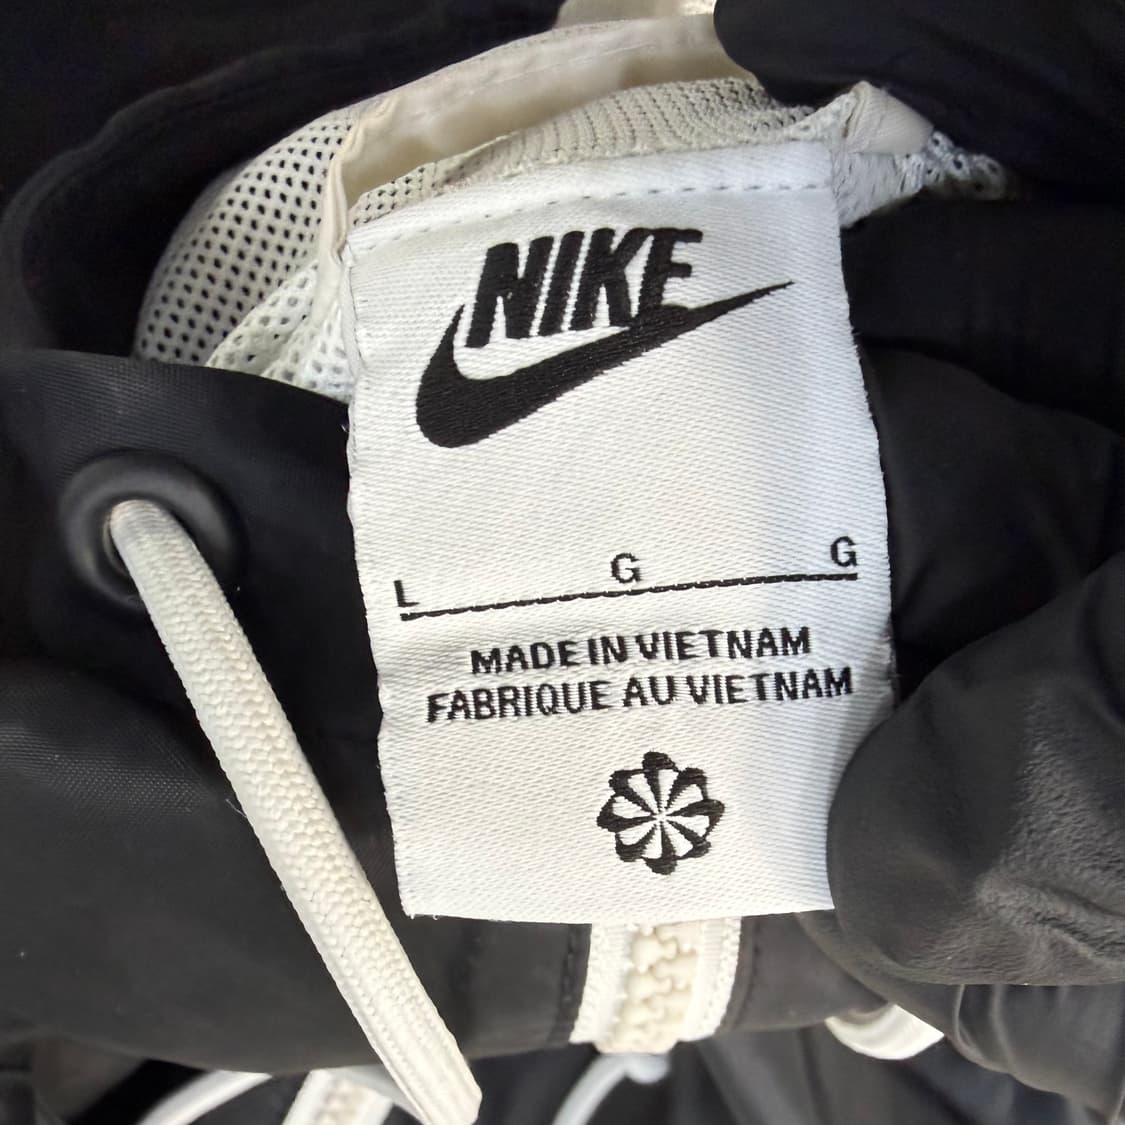 NIKE
L G G
MADE IN VIETNAM
FABRIQUE AU VIETNAM